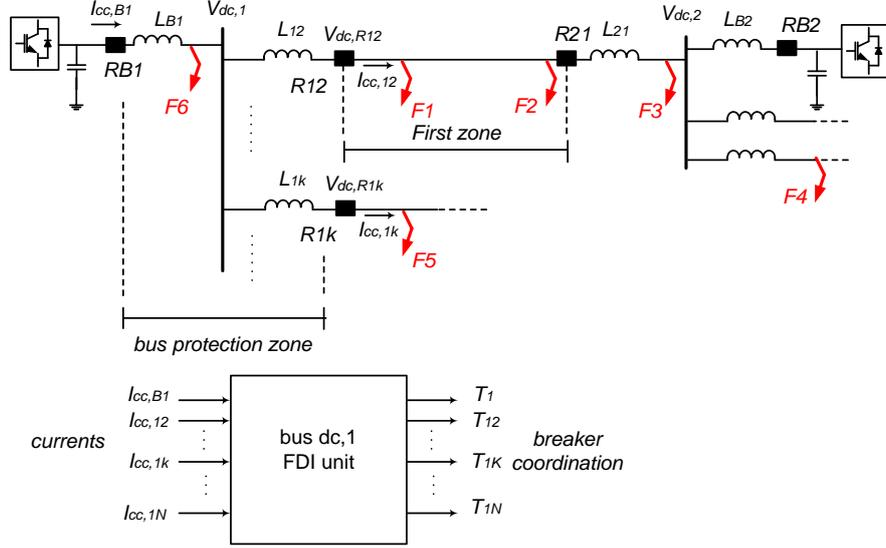 Icc,B1
LB1
Vdc,1
L12
Vdc,R12
R21
L21
Vdc,2
LB2
RB2
RB1
R12
Icc,12
F6
F1
F2
F3
First zone
L1k
Vdc,R1k
F4
R1k
Icc,1k
F5
bus protection zone
Icc,B1
T1
Icc,12
T12
currents
bus dc,1
FDI unit
breaker
coordination
Icc,1k
T1K
Icc,1N
T1N